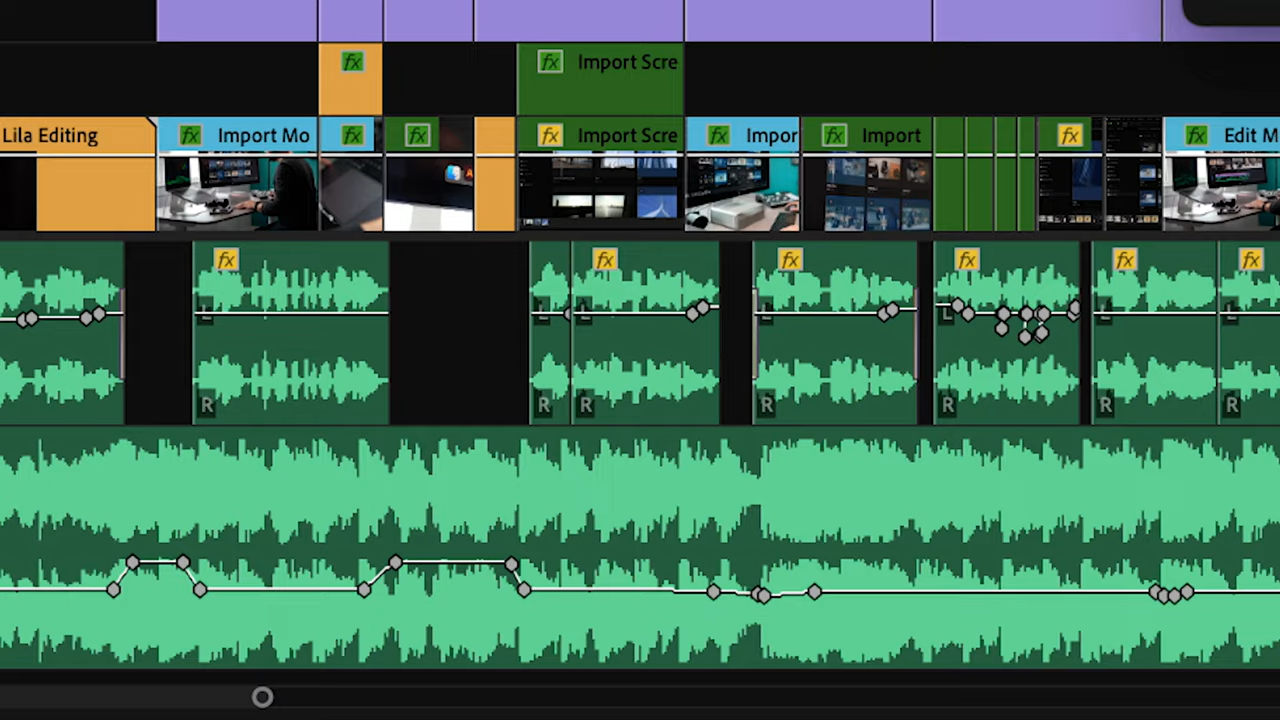 fx
fx Import Scre
Lila Editing
fx Import Mo
fx
fx
fx Import Scre
fx Impor
fx Import
fx
fx Edit M
fx
fx
fx
fx
fx
fx
L
L
L
L
L
L
L
R
R
R
R
R
R
R